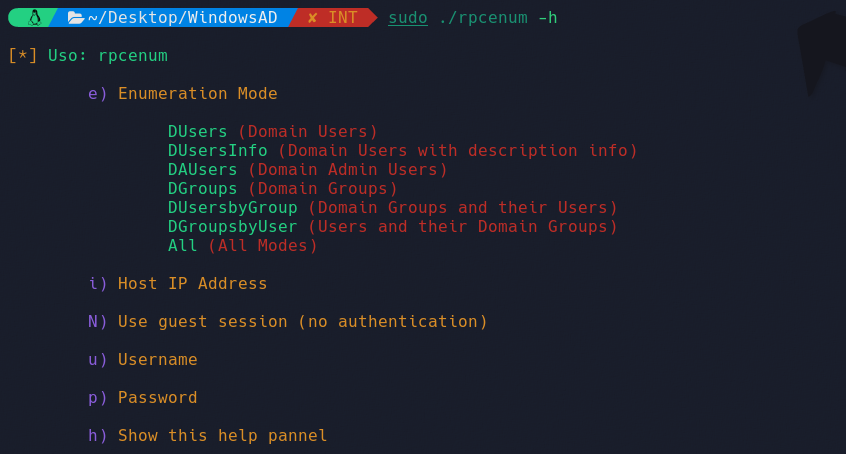 ~/Desktop/WindowsAD ✘ INT sudo ./rpcenum -h
[*] Uso: rpcenum
e) Enumeration Mode
DUsers (Domain Users)
DUsersInfo (Domain Users with description info)
DAUsers (Domain Admin Users)
DGroups (Domain Groups)
DUsersbyGroup (Domain Groups and their Users)
DGroupsbyUser (Users and their Domain Groups)
All (All Modes)
i) Host IP Address
N) Use guest session (no authentication)
u) Username
p) Password
h) Show this help pannel